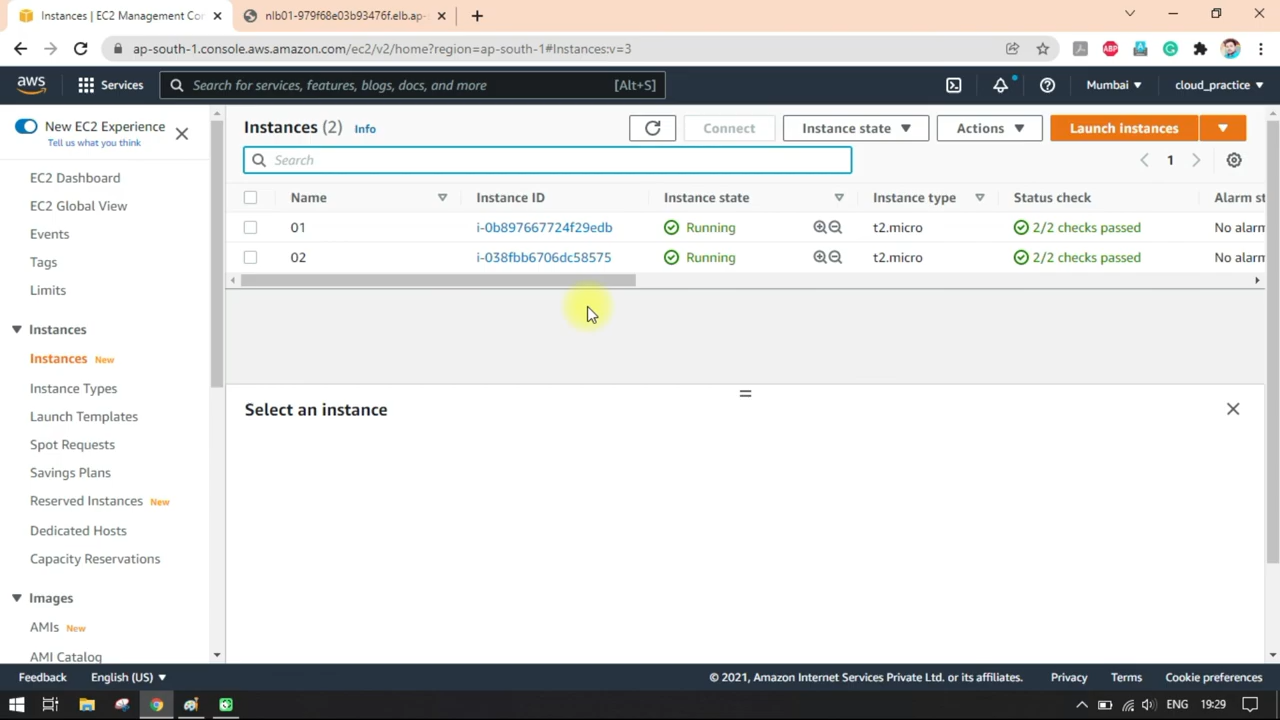 Instances | EC2 Management Co
nlb01-979f68e03b93476f.elb.ap-
ap-south-1.console.aws.amazon.com/ec2/v2/home?region=ap-south-1#Instances:v=3
ABP
aws
Services
Search for services, features, blogs, docs, and more
[Alt+S]
Mumbai
cloud_practice
New EC2 Experience
Tell us what you think
EC2 Dashboard
EC2 Global View
Events
Tags
Limits
Instances
Instances New
Instance Types
Launch Templates
Spot Requests
Savings Plans
Reserved Instances New
Dedicated Hosts
Capacity Reservations
Images
AMIs New
AMI Catalog
Instances (2) Info
Connect
Instance state
Actions
Launch instances
Search
1
Name Instance ID Instance state Instance type Status check Alarm st
01 i-0b897667724f29edb Running t2.micro 2/2 checks passed No alarm
02 i-038fbb6706dc58575 Running t2.micro 2/2 checks passed No alarm
Select an instance
Feedback English (US) © 2021, Amazon Internet Services Private Ltd. or its affiliates. Privacy Terms Cookie preferences
ENG 19:29